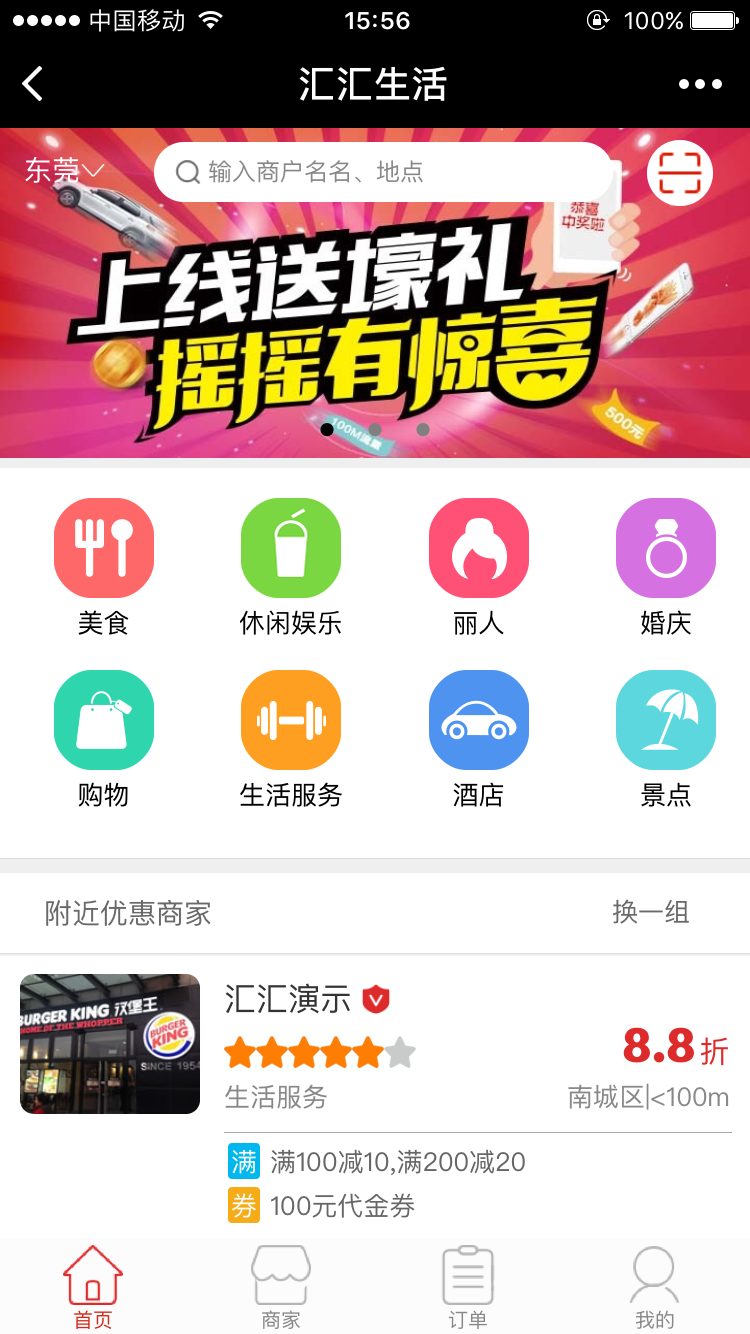 中国移动 15:56 100%
汇汇生活
东莞 输入商户名名、地点
恭喜
中奖啦
上线送壕礼
摇摇有惊喜
100M流量
500元
美食 休闲娱乐 丽人 婚庆
购物 生活服务 酒店 景点
附近优惠商家 换一组
BURGER KING 汉堡王
HOME OF THE WHOPPER
BURGER
KING
SINCE 1954
汇汇演示
8.8折
生活服务 南城区|<100m
满 满100减10,满200减20
券 100元代金券
首页 商家 订单 我的